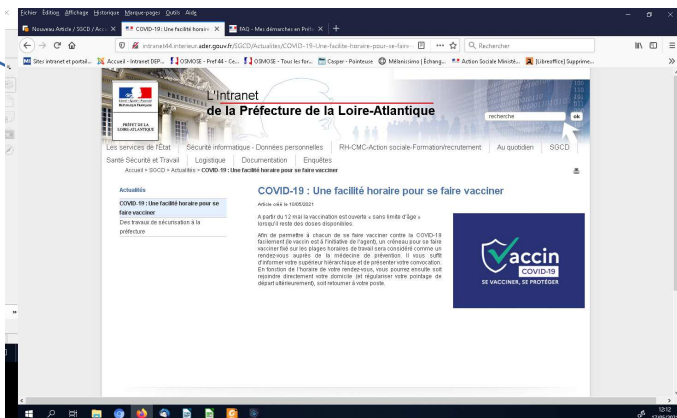 Fichier Édition Affichage Historique Marque-pages Outils Aide
Nouveau Article / SGCD / Accu
COVID-19 : Une facilité horaire
FAQ - Mes démarches en Préfe
intranet44.interieur.ader.gouv.fr/SGCD/Actualites/COVID-19-Une-facilite-horaire-pour-se-faire-
Rechercher
Sites intranet et portail...
Accueil - Intranet DEP...
OSMOSE - Pref 44 - Ce...
OSMOSE - Tous les for...
Casper - Pointeuse
Mélanissimo | Échang...
Action Sociale Ministè...
[Libreoffice] Supprime...
L'Intranet
de la Préfecture de la Loire-Atlantique
PRÉFET DE LA
LOIRE-ATLANTIQUE
recherche
ok
Les services de l'État
Sécurité informatique - Données personnelles
RH-CMC-Action sociale-Formation/recrutement
Au quotidien
SGCD
Santé Sécurité et Travail
Logistique
Documentation
Enquêtes
Accueil > SGCD > Actualités > COVID-19 : Une facilité horaire pour se faire vacciner
Actualités
COVID-19 : Une facilité horaire pour se
faire vacciner
Des travaux de sécurisation à la
préfecture
COVID-19 : Une facilité horaire pour se faire vacciner
Article créé le 10/05/2021
A partir du 12 mai la vaccination est ouverte « sans limite d'âge »
lorsqu'il reste des doses disponibles.
Afin de permettre à chacun de se faire vacciner contre la COVID-19
facilement (le vaccin est à l'initiative de l'agent), un créneau pour se faire
vacciner fixé sur les plages horaires de travail sera considéré comme un
rendez-vous auprès de la médecine de prévention. Il vous suffit
d'informer votre supérieur hiérarchique et de présenter votre convocation.
En fonction de l'horaire de votre rendez-vous, vous pourrez ensuite soit
rejoindre directement votre domicile (et régulariser votre pointage de
départ ultérieurement), soit retourner à votre poste.
Vaccin
COVID-19
SE VACCINER, SE PROTÉGER
12:12